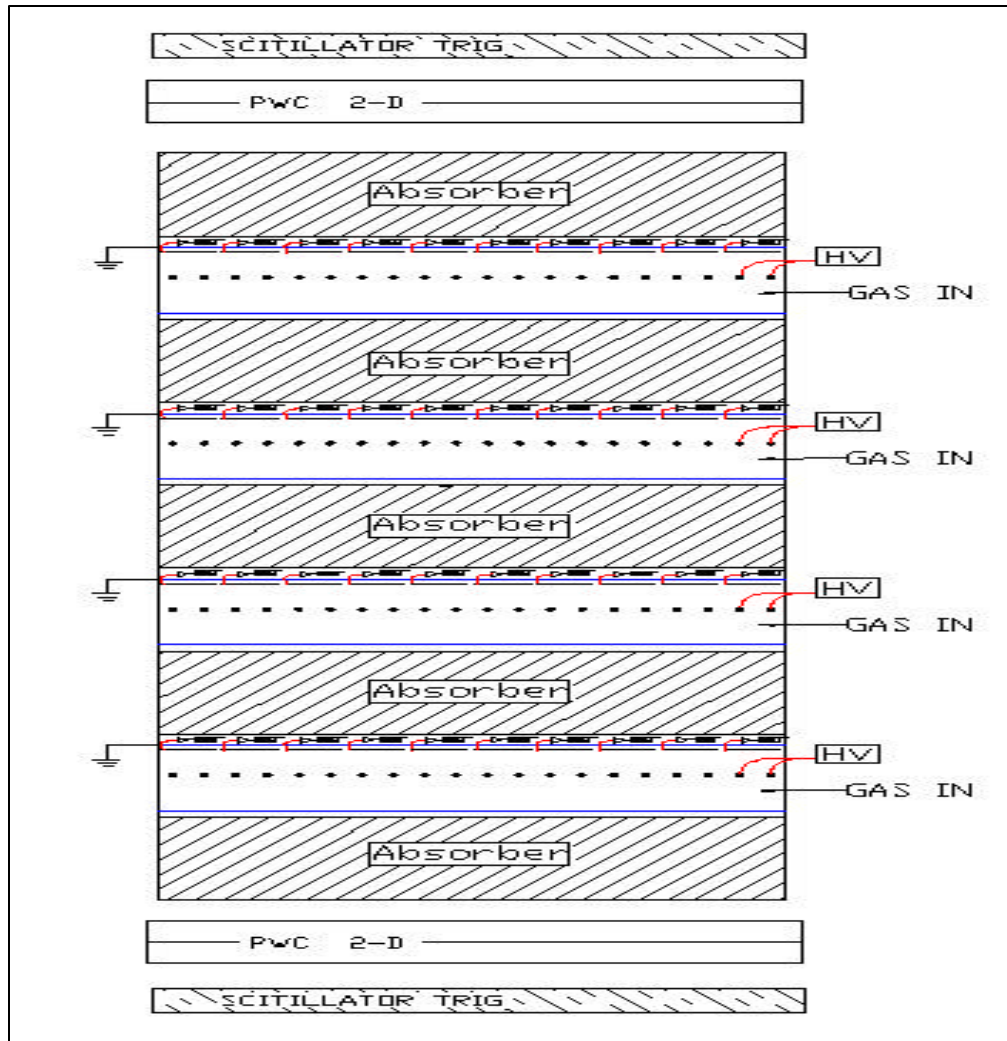 SCITILLATOR TRIG
PWC 2-D
Absorber
HV
GAS IN
Absorber
HV
GAS IN
Absorber
HV
GAS IN
Absorber
HV
GAS IN
Absorber
PWC 2-D
SCITILLATOR TRIG